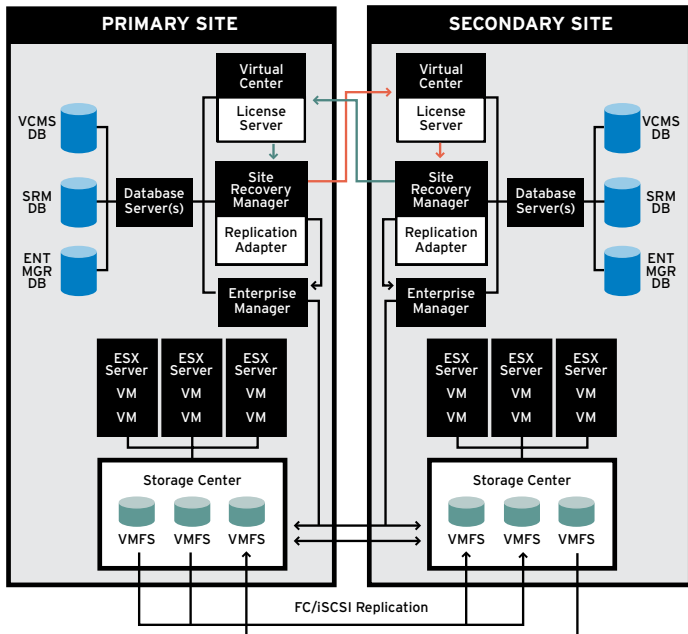 PRIMARY SITE
Virtual
Center
License
Server
VCMS
DB
SRM
DB
ENT
MGR
DB
Database
Server(s)
Site
Recovery
Manager
Replication
Adapter
Enterprise
Manager
ESX
Server
VM
VM
ESX
Server
VM
VM
ESX
Server
VM
VM
Storage Center
VMFS
VMFS
VMFS
SECONDARY SITE
Virtual
Center
License
Server
Site
Recovery
Manager
Replication
Adapter
Enterprise
Manager
Database
Server(s)
VCMS
DB
SRM
DB
ENT
MGR
DB
ESX
Server
VM
VM
ESX
Server
VM
VM
ESX
Server
VM
VM
Storage Center
VMFS
VMFS
VMFS
FC/iSCSI Replication